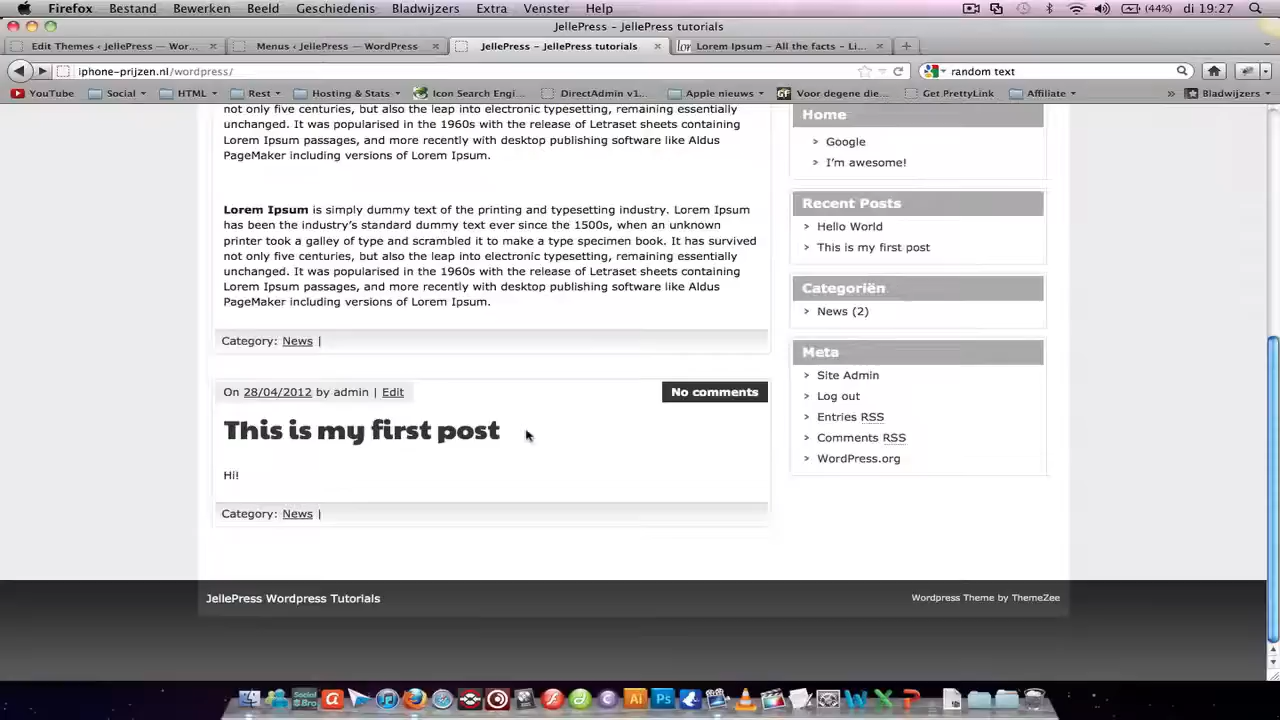 Firefox Bestand Bewerken Beeld Geschiedenis Bladwijzers Extra Venster Help (44%) di 19:27
JellePress – JellePress tutorials
Edit Themes ‹ JellePress — Wor... Menus ‹ JellePress — WordPress JellePress – JellePress tutorials Lorem Ipsum – All the facts – Li...
iphone-prijzen.nl/wordpress/ random text
YouTube Social HTML Rest Hosting & Stats Icon Search Engi... DirectAdmin v1... Apple nieuws Voor degene die... Get PrettyLink Affiliate » Bladwijzers
not only five centuries, but also the leap into electronic typesetting, remaining essentially
unchanged. It was popularised in the 1960s with the release of Letraset sheets containing
Lorem Ipsum passages, and more recently with desktop publishing software like Aldus
PageMaker including versions of Lorem Ipsum.
Lorem Ipsum is simply dummy text of the printing and typesetting industry. Lorem Ipsum
has been the industry's standard dummy text ever since the 1500s, when an unknown
printer took a galley of type and scrambled it to make a type specimen book. It has survived
not only five centuries, but also the leap into electronic typesetting, remaining essentially
unchanged. It was popularised in the 1960s with the release of Letraset sheets containing
Lorem Ipsum passages, and more recently with desktop publishing software like Aldus
PageMaker including versions of Lorem Ipsum.
Category: News |
On 28/04/2012 by admin | Edit
No comments
This is my first post
Hi!
Category: News |
Home
Google
I'm awesome!
Recent Posts
Hello World
This is my first post
Categoriën
News (2)
Meta
Site Admin
Log out
Entries RSS
Comments RSS
WordPress.org
JellePress Wordpress Tutorials
Wordpress Theme by ThemeZee